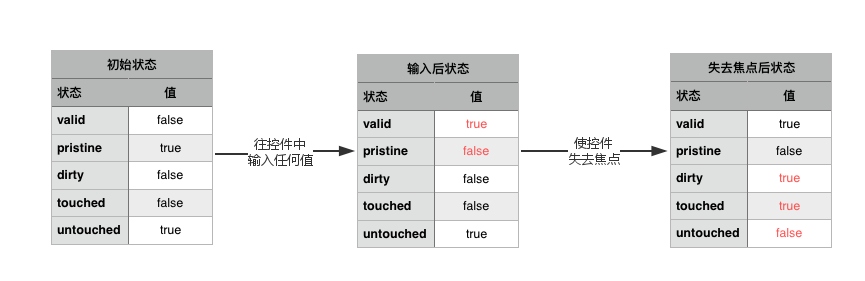 初始状态
状态 值
valid false
pristine true
dirty false
touched false
untouched true
往控件中
输入任何值
输入后状态
状态 值
valid true
pristine false
dirty false
touched false
untouched true
使控件
失去焦点
失去焦点后状态
状态 值
valid true
pristine false
dirty true
touched true
untouched false